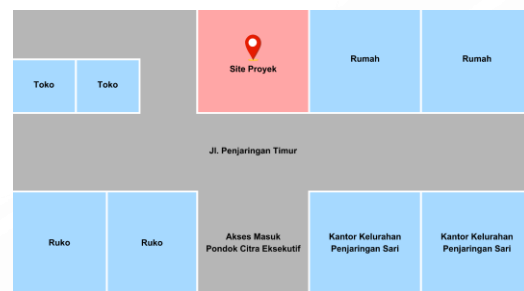 Site Proyek
Rumah
Rumah
Toko
Toko
Jl. Penjaringan Timur
Ruko
Ruko
Akses Masuk
Pondok Citra Eksekutif
Kantor Kelurahan
Penjaringan Sari
Kantor Kelurahan
Penjaringan Sari